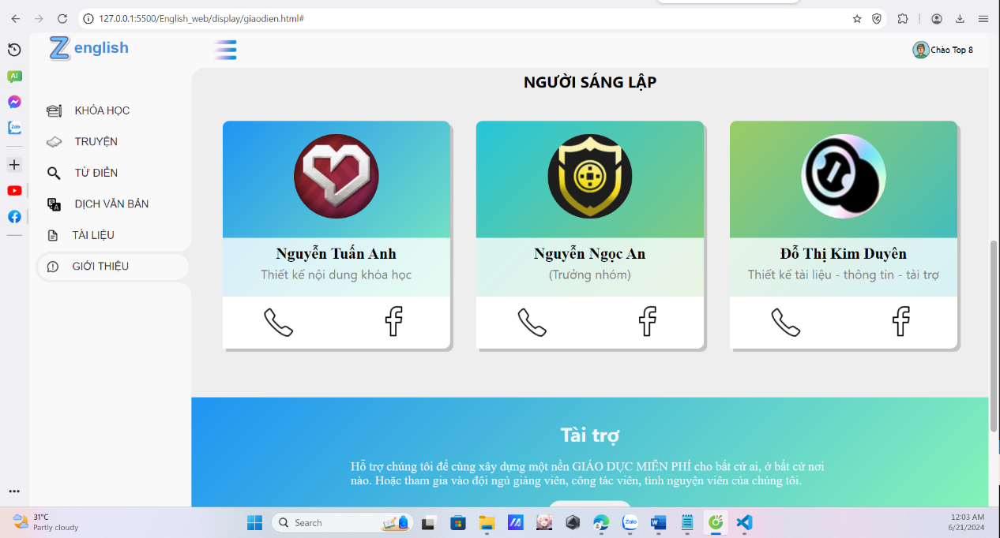 127.0.0.1:5500/English_web/display/giaodien.html#
Z english
Chào Top 8
AI
Zalo
KHÓA HỌC
TRUYỆN
TỪ ĐIỂN
DỊCH VĂN BẢN
TÀI LIỆU
GIỚI THIỆU
NGƯỜI SÁNG LẬP
Nguyễn Tuấn Anh
Thiết kế nội dung khóa học
Nguyễn Ngọc An
(Trưởng nhóm)
Đỗ Thị Kim Duyên
Thiết kế tài liệu - thông tin - tài trợ
Tài trợ
Hỗ trợ chúng tôi để cùng xây dựng một nền GIÁO DỤC MIỄN PHÍ cho bất cứ ai, ở bất cứ nơi
nào. Hoặc tham gia vào đội ngũ giảng viên, công tác viên, tình nguyện viên của chúng tôi.
31°C
Partly cloudy
Search
Zalo
12:03 AM
6/21/2024